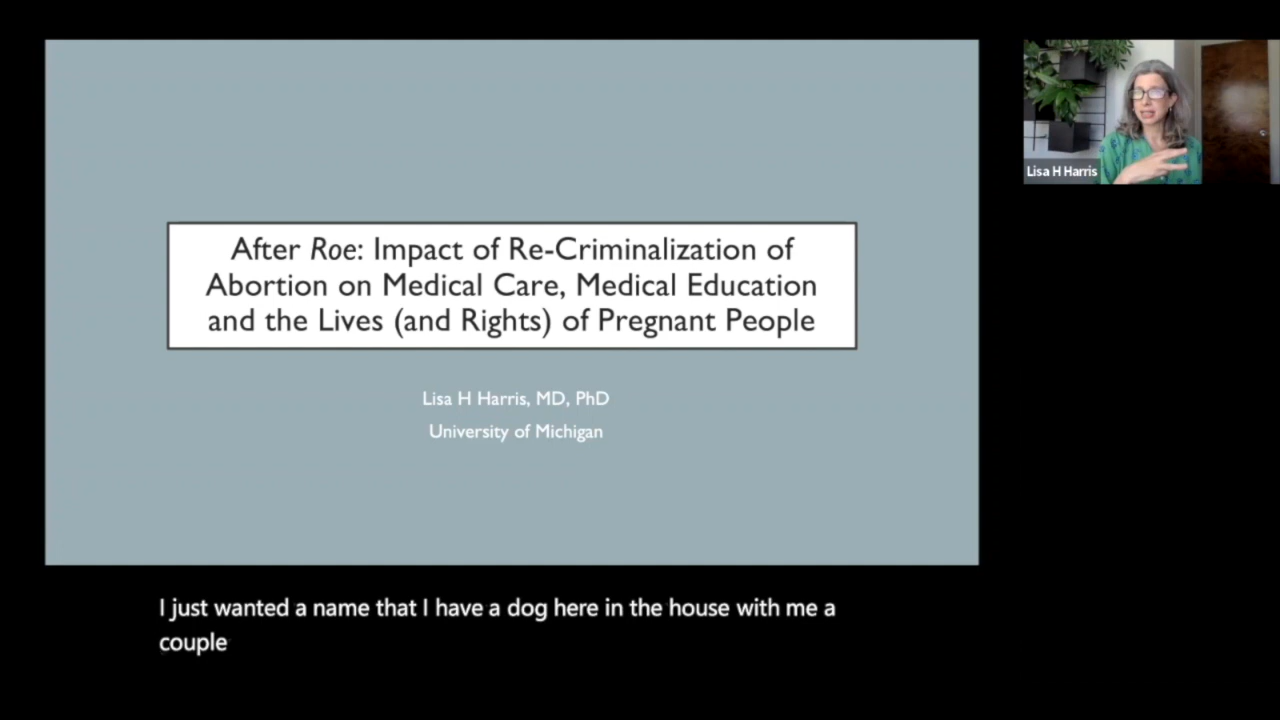 After Roe: Impact of Re-Criminalization of
Abortion on Medical Care, Medical Education
and the Lives (and Rights) of Pregnant People
Lisa H Harris, MD, PhD
University of Michigan
Lisa H Harris
I just wanted a name that I have a dog here in the house with me a
couple